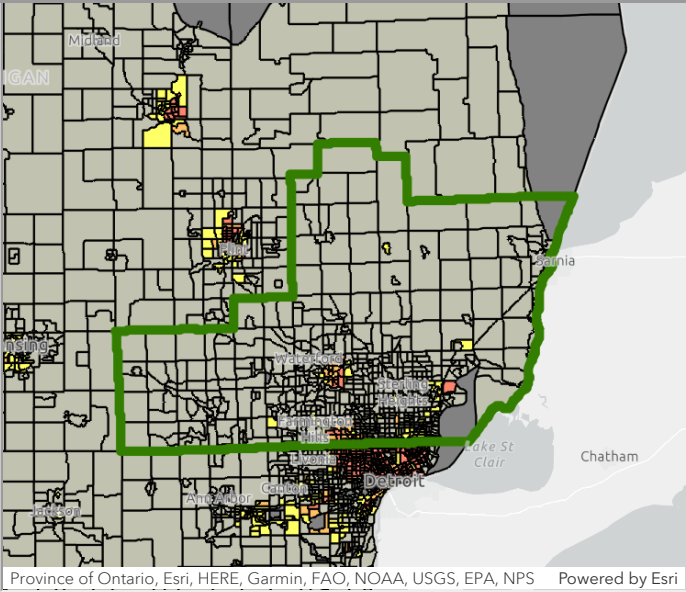 Midland
IGAN
Flint
Sarnia
nsing
Waterford
Sterling
Heights
Farmington
Hills
Livonia
Lake St
Clair
Chatham
Canton
Detroit
Ann Arbor
Jackson
Province of Ontario, Esri, HERE, Garmin, FAO, NOAA, USGS, EPA, NPS Powered by Esri